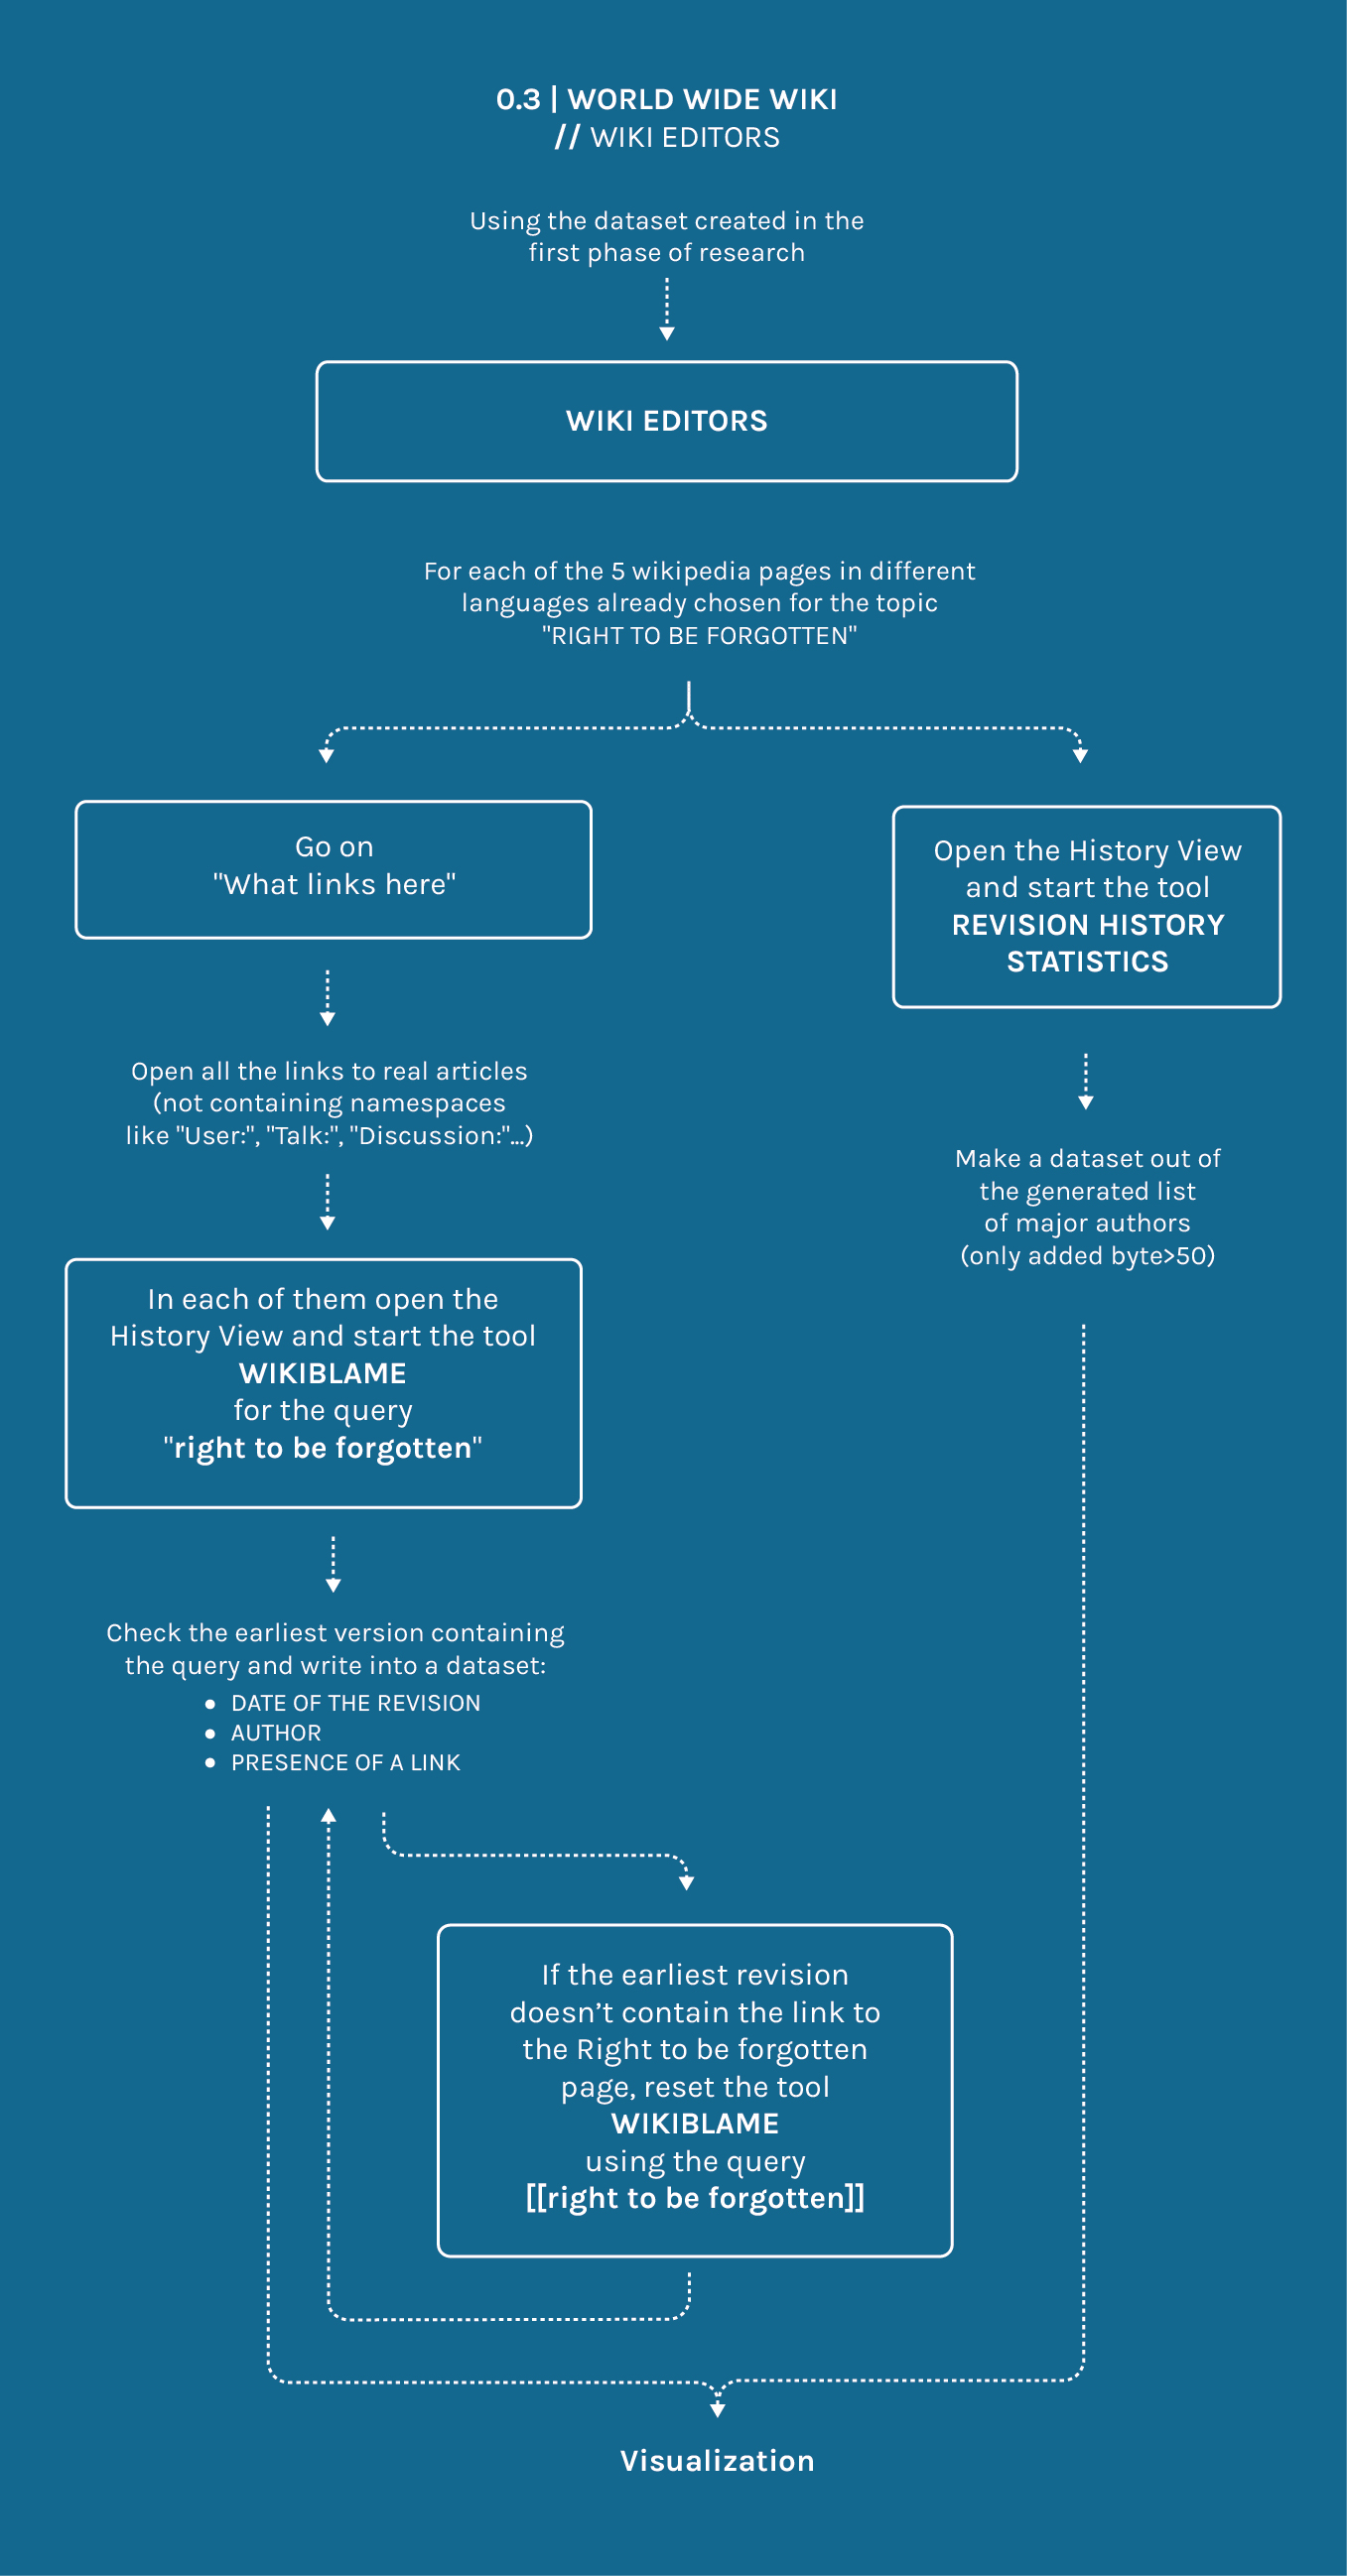 0.3 | WORLD WIDE WIKI
// WIKI EDITORS
Using the dataset created in the
first phase of research
WIKI EDITORS
For each of the 5 wikipedia pages in different
languages already chosen for the topic
"RIGHT TO BE FORGOTTEN"
Go on
"What links here"
Open all the links to real articles
(not containing namespaces
like "User:", "Talk:", "Discussion:"...)
In each of them open the
History View and start the tool
WIKIBLAME
for the query
"right to be forgotten"
Check the earliest version containing
the query and write into a dataset:
● DATE OF THE REVISION
● AUTHOR
● PRESENCE OF A LINK
If the earliest revision
doesn’t contain the link to
the Right to be forgotten
page, reset the tool
WIKIBLAME
using the query
[[right to be forgotten]]
Open the History View
and start the tool
REVISION HISTORY
STATISTICS
Make a dataset out of
the generated list
of major authors
(only added byte>50)
Visualization